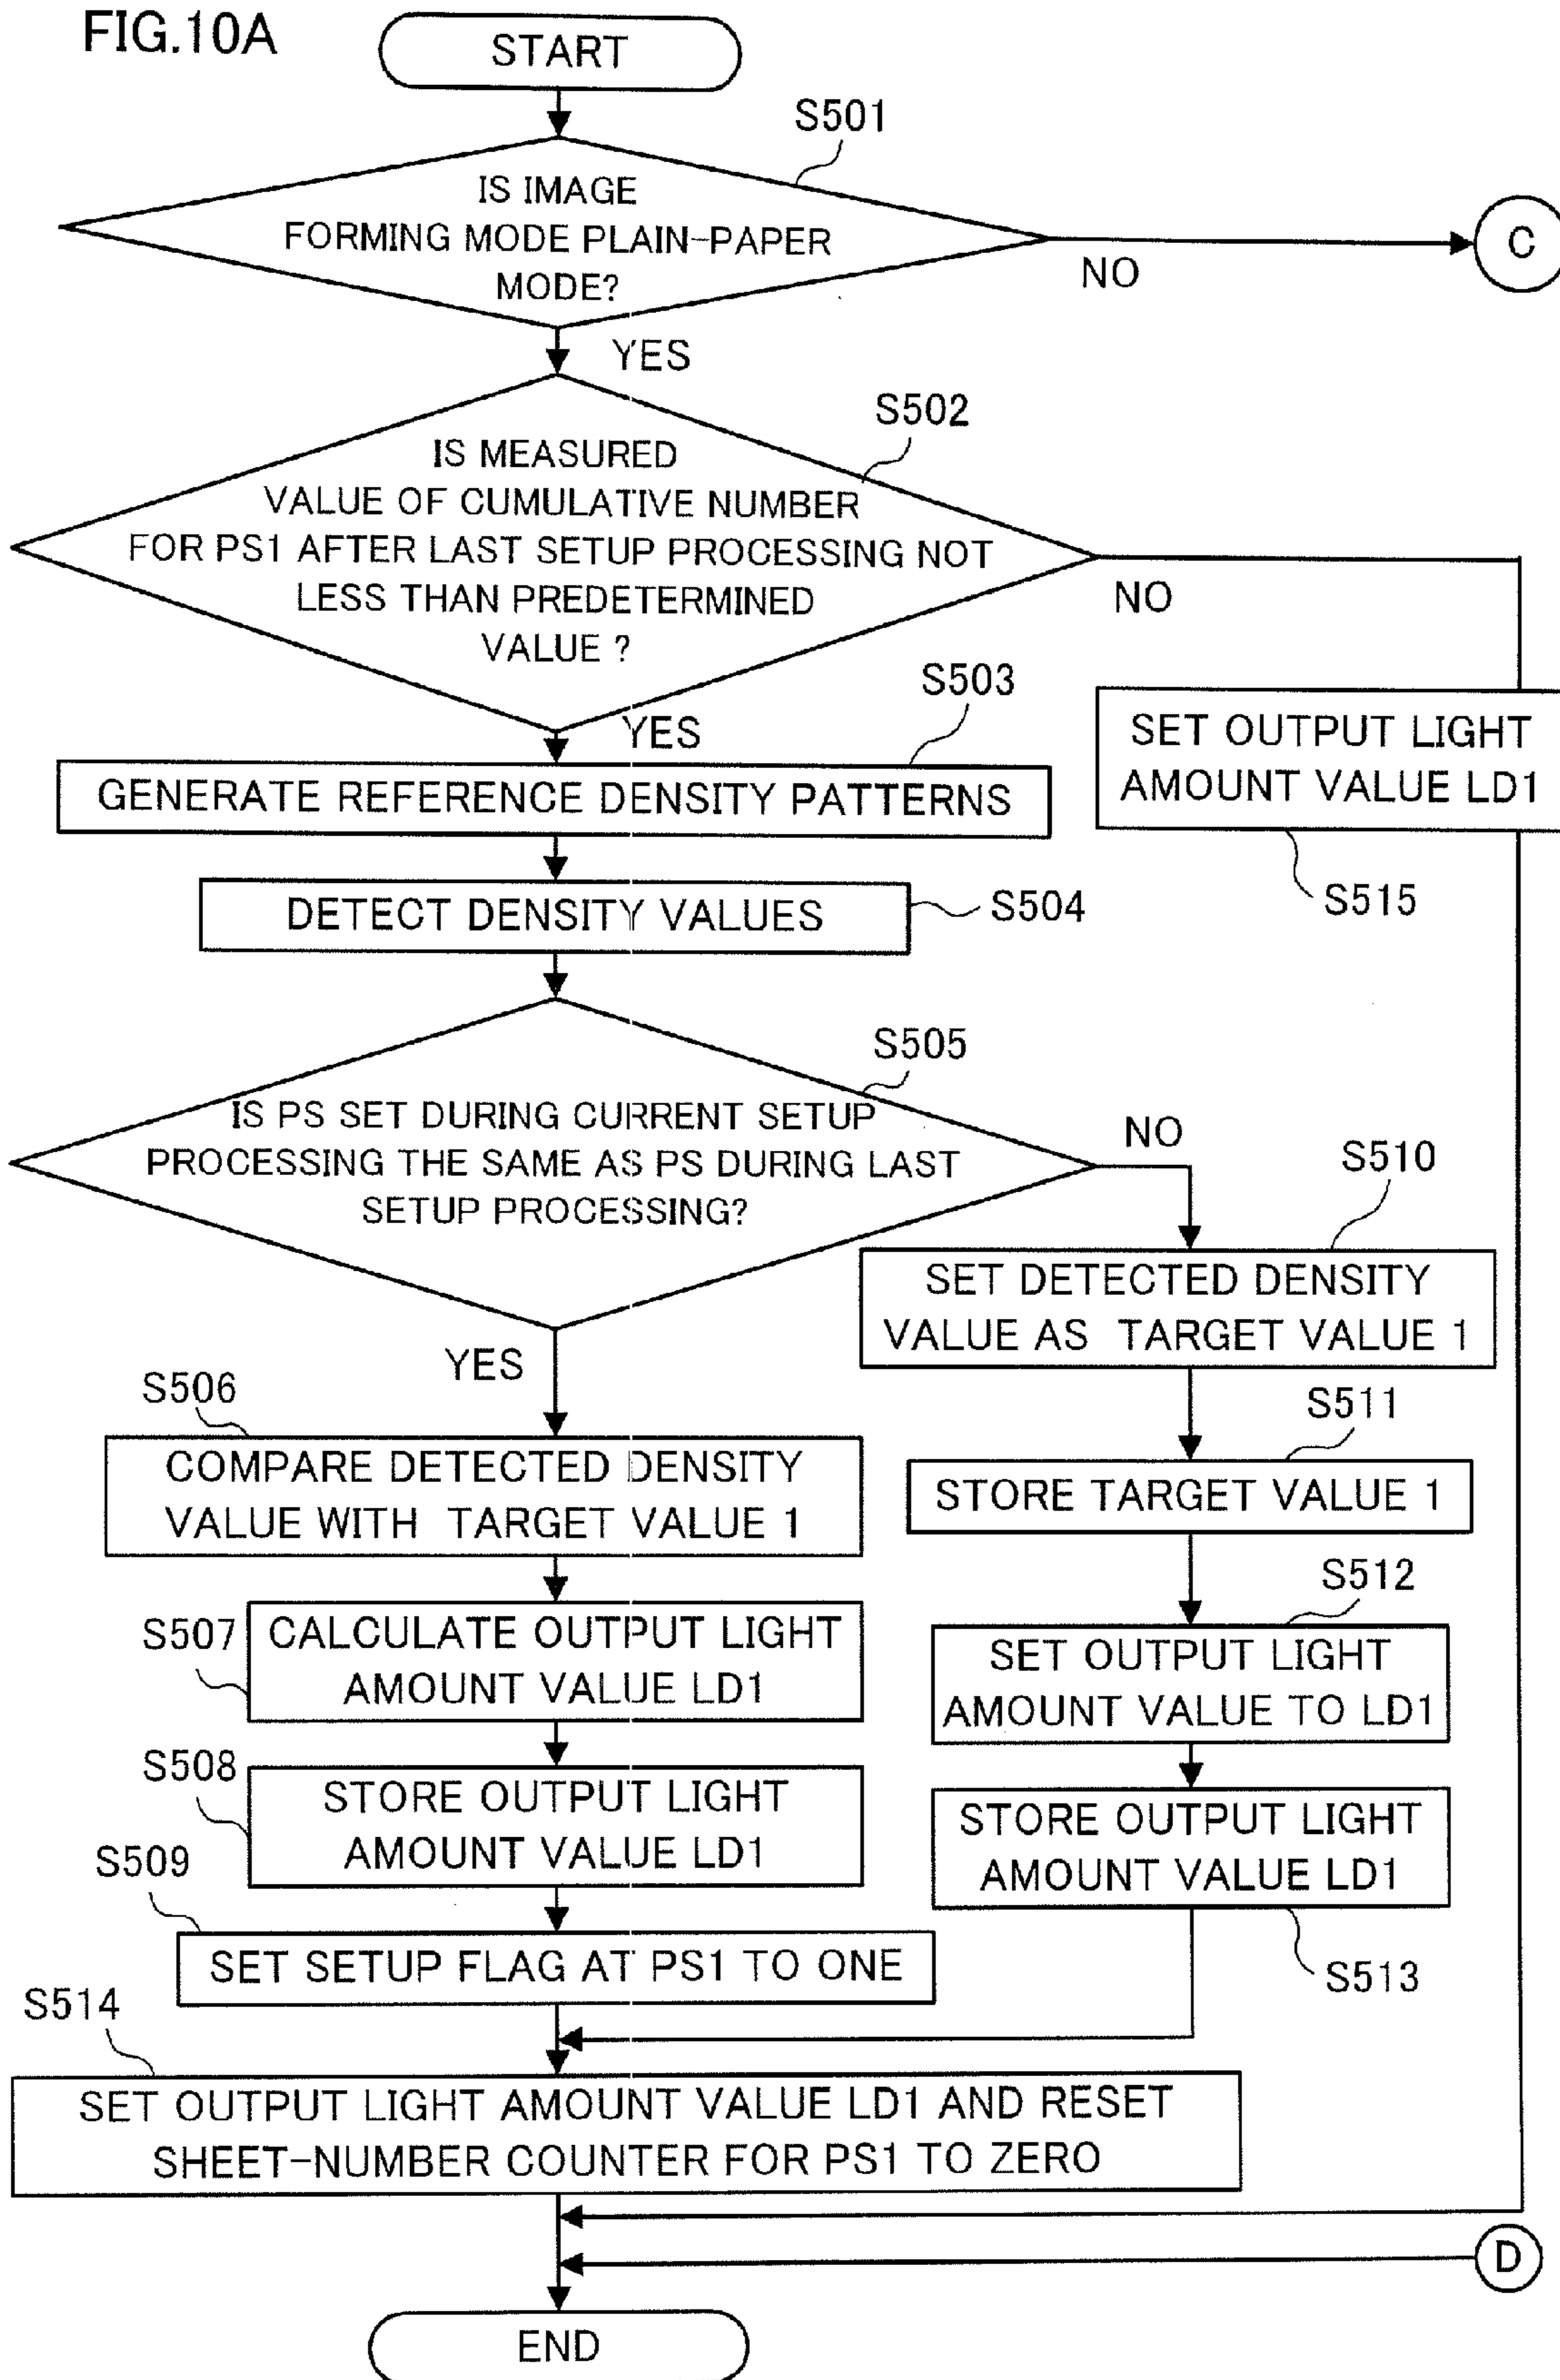 FIG.10A
START
S501
IS IMAGE
FORMING MODE PLAIN-PAPER
MODE?
NO
C
YES
S502
IS MEASURED
VALUE OF CUMULATIVE NUMBER
FOR PS1 AFTER LAST SETUP PROCESSING NOT
LESS THAN PREDETERMINED
VALUE ?
NO
YES
S503
GENERATE REFERENCE DENSITY PATTERNS
SET OUTPUT LIGHT
AMOUNT VALUE LD1
S515
DETECT DENSITY VALUES
S504
S505
IS PS SET DURING CURRENT SETUP
PROCESSING THE SAME AS PS DURING LAST
SETUP PROCESSING?
NO
YES
S510
SET DETECTED DENSITY
VALUE AS TARGET VALUE 1
S506
COMPARE DETECTED DENSITY
VALUE WITH TARGET VALUE 1
S511
STORE TARGET VALUE 1
S507
CALCULATE OUTPUT LIGHT
AMOUNT VALUE LD1
S512
SET OUTPUT LIGHT
AMOUNT VALUE TO LD1
S508
STORE OUTPUT LIGHT
AMOUNT VALUE LD1
STORE OUTPUT LIGHT
AMOUNT VALUE LD1
S513
S509
SET SETUP FLAG AT PS1 TO ONE
S514
SET OUTPUT LIGHT AMOUNT VALUE LD1 AND RESET
SHEET-NUMBER COUNTER FOR PS1 TO ZERO
D
END